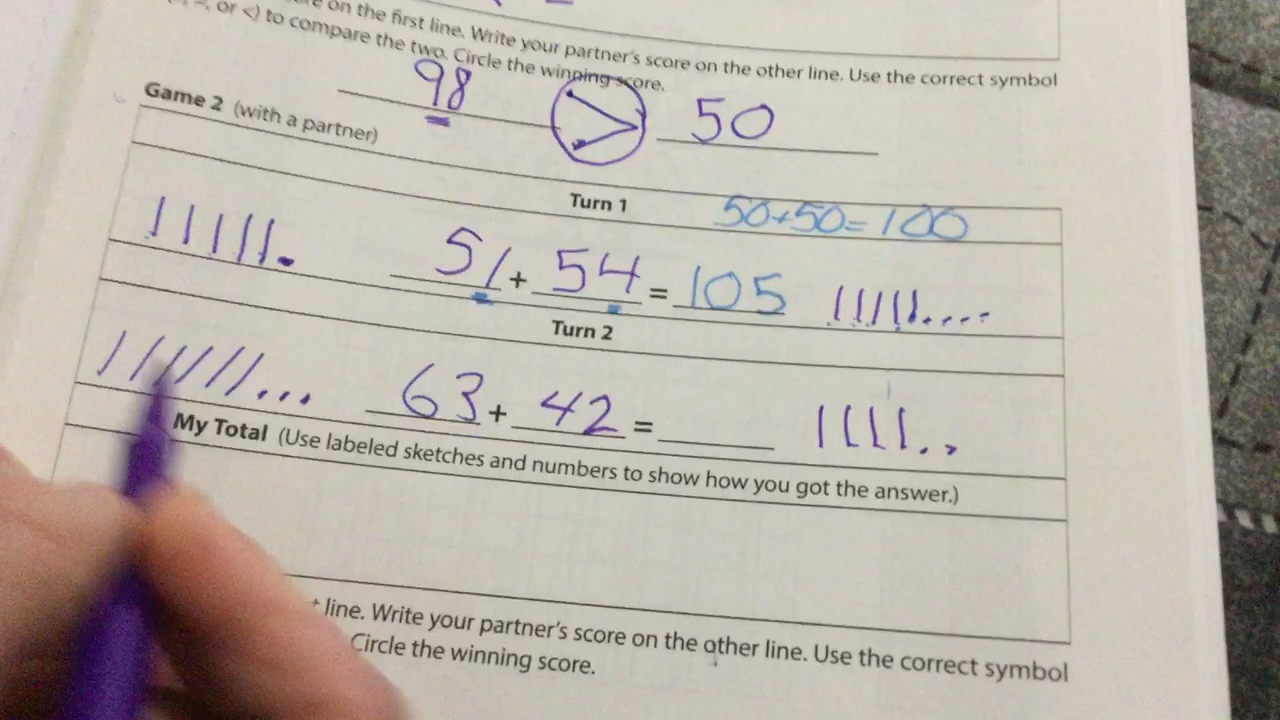 on the first line. Write your partner's score on the other line. Use the correct symbol
, or <) to compare the two. Circle the winning score.
98 > 50
Game 2 (with a partner)
Turn 1 50+50=100
51 + 54 = 105
Turn 2
63 + 42 =
My Total (Use labeled sketches and numbers to show how you got the answer.)
line. Write your partner's score on the other line. Use the correct symbol
Circle the winning score.